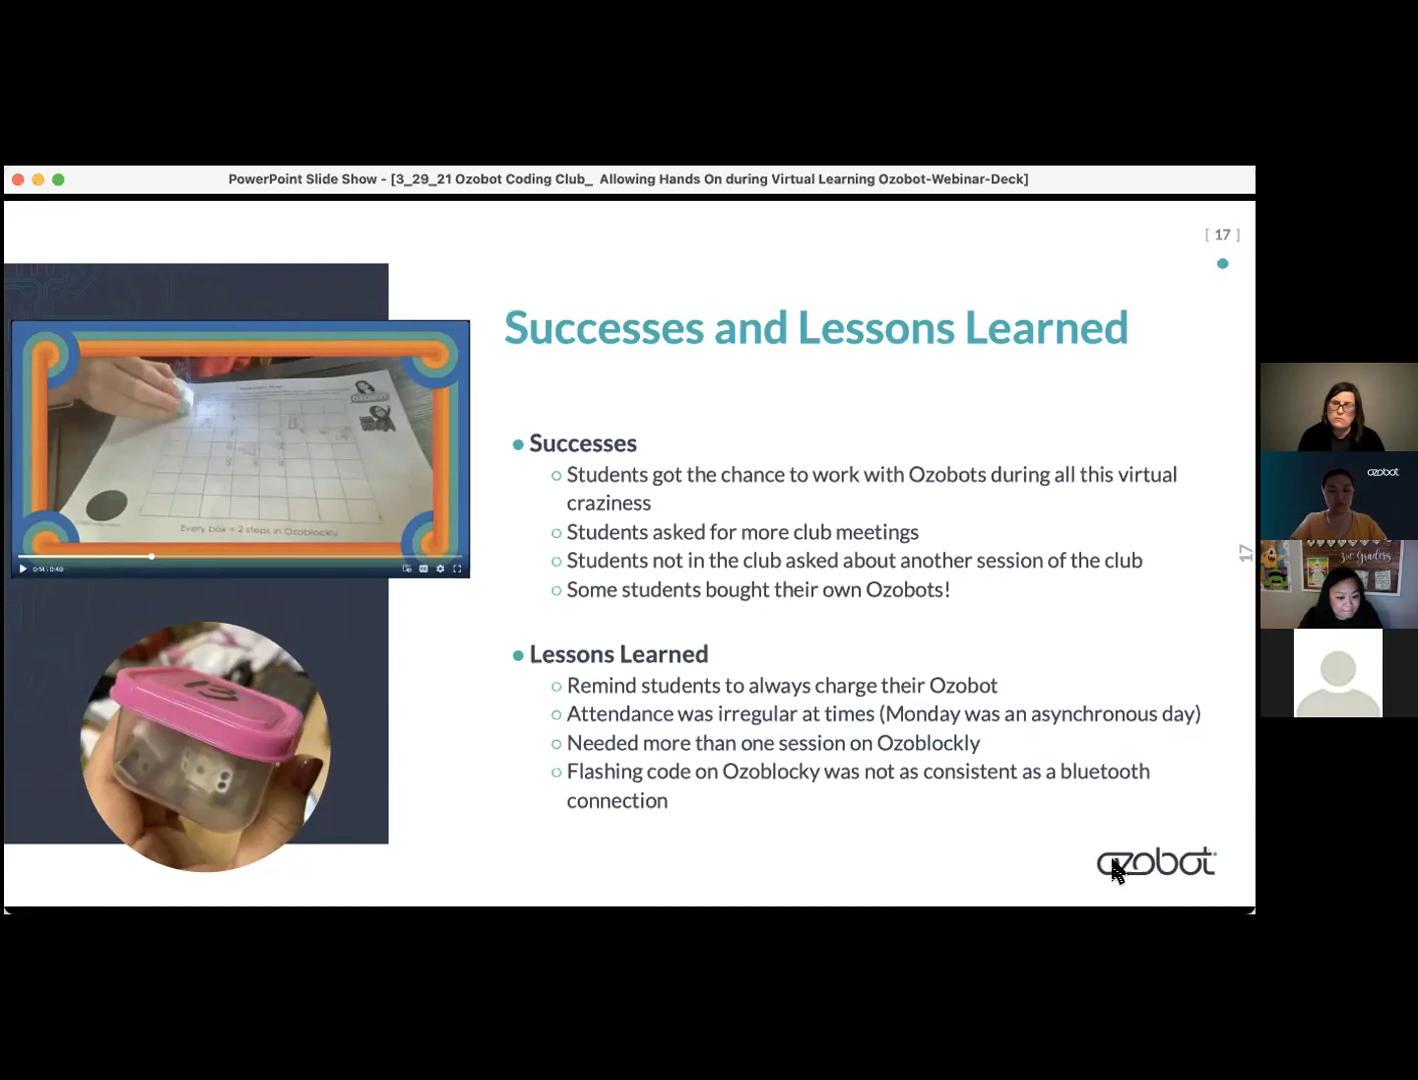 PowerPoint Slide Show - [3_29_21 Ozobot Coding Club_ Allowing Hands On during Virtual Learning Ozobot-Webinar-Deck]
[ 17 ]
Successes and Lessons Learned
Successes
Students got the chance to work with Ozobots during all this virtual
craziness
Students asked for more club meetings
Students not in the club asked about another session of the club
Some students bought their own Ozobots!
Lessons Learned
Remind students to always charge their Ozobot
Attendance was irregular at times (Monday was an asynchronous day)
Needed more than one session on Ozoblockly
Flashing code on Ozoblocky was not as consistent as a bluetooth
connection
ozobot
17
Every box = 2 steps in Ozoblockly
0:14 / 0:49
13
ozobot
3rd Graders